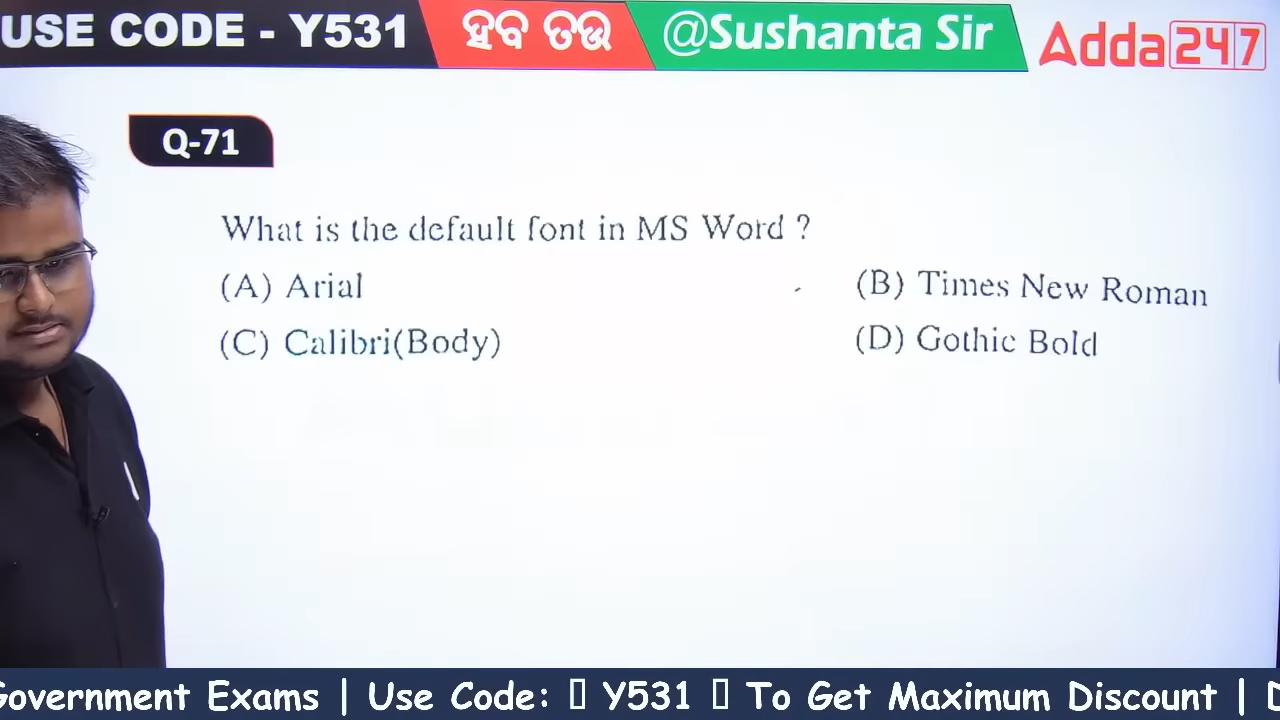 USE CODE - Y531 ହବ ତଉ @Sushanta Sir Adda247
Q-71
What is the default font in MS Word ?
(A) Arial (B) Times New Roman
(C) Calibri(Body) (D) Gothic Bold
Government Exams | Use Code: Y531 To Get Maximum Discount |